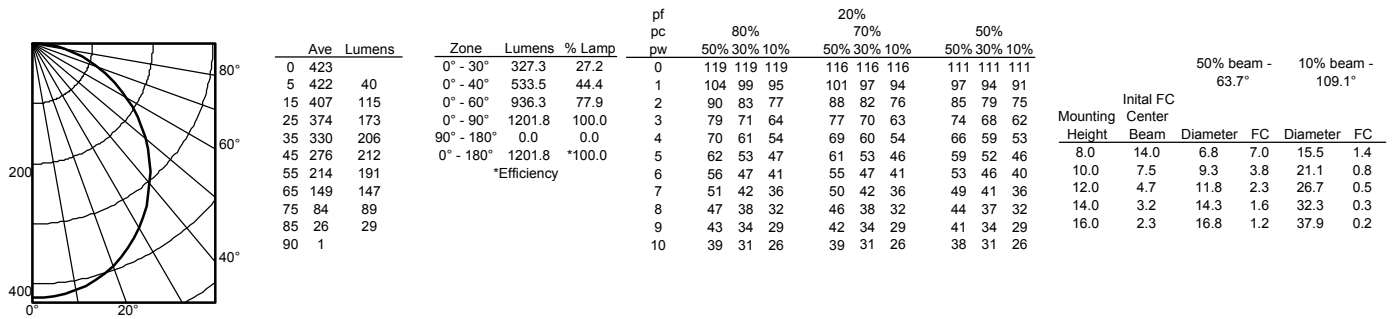 80°
60°
200
40°
400
0° 20°
Ave Lumens
0 423
5 422 40
15 407 115
25 374 173
35 330 206
45 276 212
55 214 191
65 149 147
75 84 89
85 26 29
90 1
Zone Lumens % Lamp
0° - 30° 327.3 27.2
0° - 40° 533.5 44.4
0° - 60° 936.3 77.9
0° - 90° 1201.8 100.0
90° - 180° 0.0 0.0
0° - 180° 1201.8 *100.0
*Efficiency
pf 20%
pc 80% 70% 50%
pw 50% 30% 10% 50% 30% 10% 50% 30% 10%
0 119 119 119 116 116 116 111 111 111
1 104 99 95 101 97 94 97 94 91
2 90 83 77 88 82 76 85 79 75
3 79 71 64 77 70 63 74 68 62
4 70 61 54 69 60 54 66 59 53
5 62 53 47 61 53 46 59 52 46
6 56 47 41 55 47 41 53 46 40
7 51 42 36 50 42 36 49 41 36
8 47 38 32 46 38 32 44 37 32
9 43 34 29 42 34 29 41 34 29
10 39 31 26 39 31 26 38 31 26
50% beam - 10% beam -
63.7° 109.1°
Inital FC
Mounting Center
Height Beam Diameter FC Diameter FC
8.0 14.0 6.8 7.0 15.5 1.4
10.0 7.5 9.3 3.8 21.1 0.8
12.0 4.7 11.8 2.3 26.7 0.5
14.0 3.2 14.3 1.6 32.3 0.3
16.0 2.3 16.8 1.2 37.9 0.2